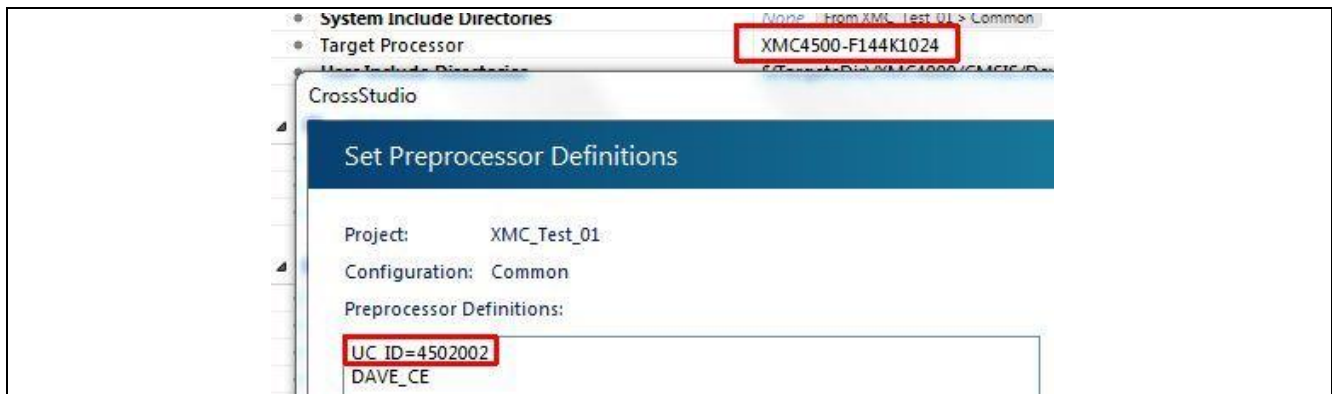 System Include Directories None From XMC_Test_01 > Common
Target Processor XMC4500-F144K1024
CrossStudio
Set Preprocessor Definitions
Project: XMC_Test_01
Configuration: Common
Preprocessor Definitions:
UC_ID=4502002
DAVE_CE